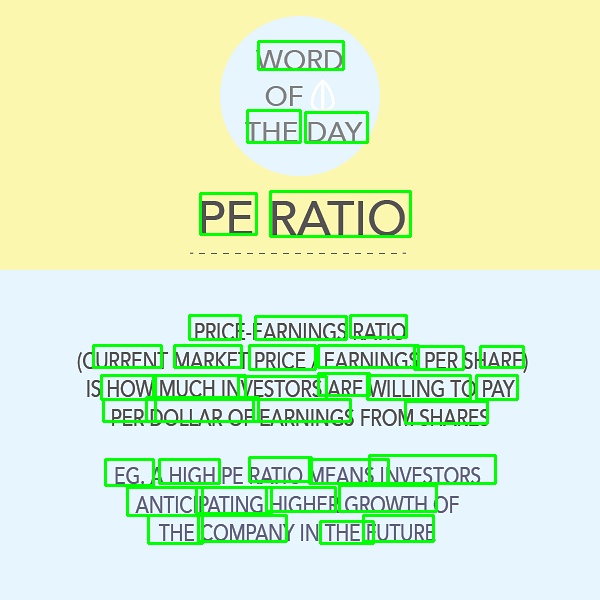 WORD
OF
THE DAY
PE RATIO
PRICE-EARNINGS RATIO
(CURRENT MARKET PRICE / EARNINGS PER SHARE)
IS HOW MUCH INVESTORS ARE WILLING TO PAY
PER DOLLAR OF EARNINGS FROM SHARES
EG. A HIGH PE RATIO MEANS INVESTORS
ANTICIPATING HIGHER GROWTH OF
THE COMPANY IN THE FUTURE